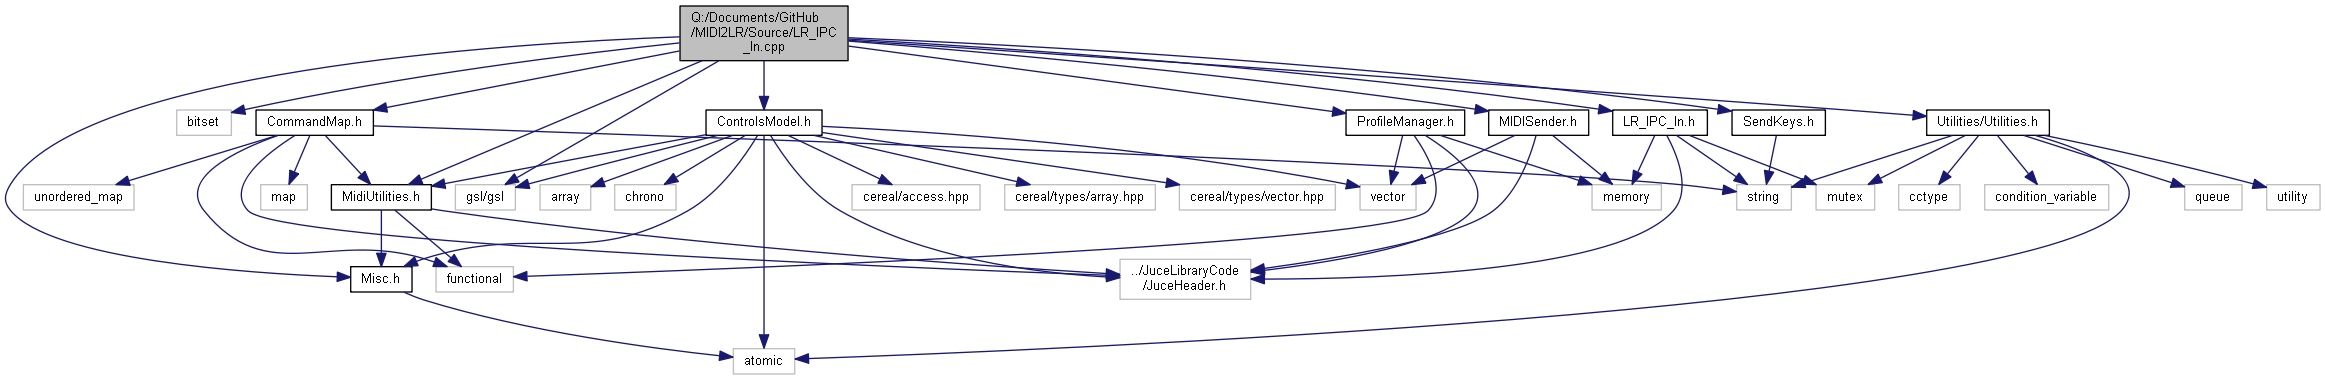 Q:/Documents/GitHub
/MIDI2LR/Source/LR_IPC
_In.cpp
bitset
CommandMap.h
ControlsModel.h
ProfileManager.h
MIDISender.h
LR_IPC_In.h
SendKeys.h
Utilities/Utilities.h
unordered_map
map
MidiUtilities.h
gsl/gsl
array
chrono
cereal/access.hpp
cereal/types/array.hpp
cereal/types/vector.hpp
vector
memory
string
mutex
cctype
condition_variable
queue
utility
Misc.h
functional
../JuceLibraryCode
/JuceHeader.h
atomic